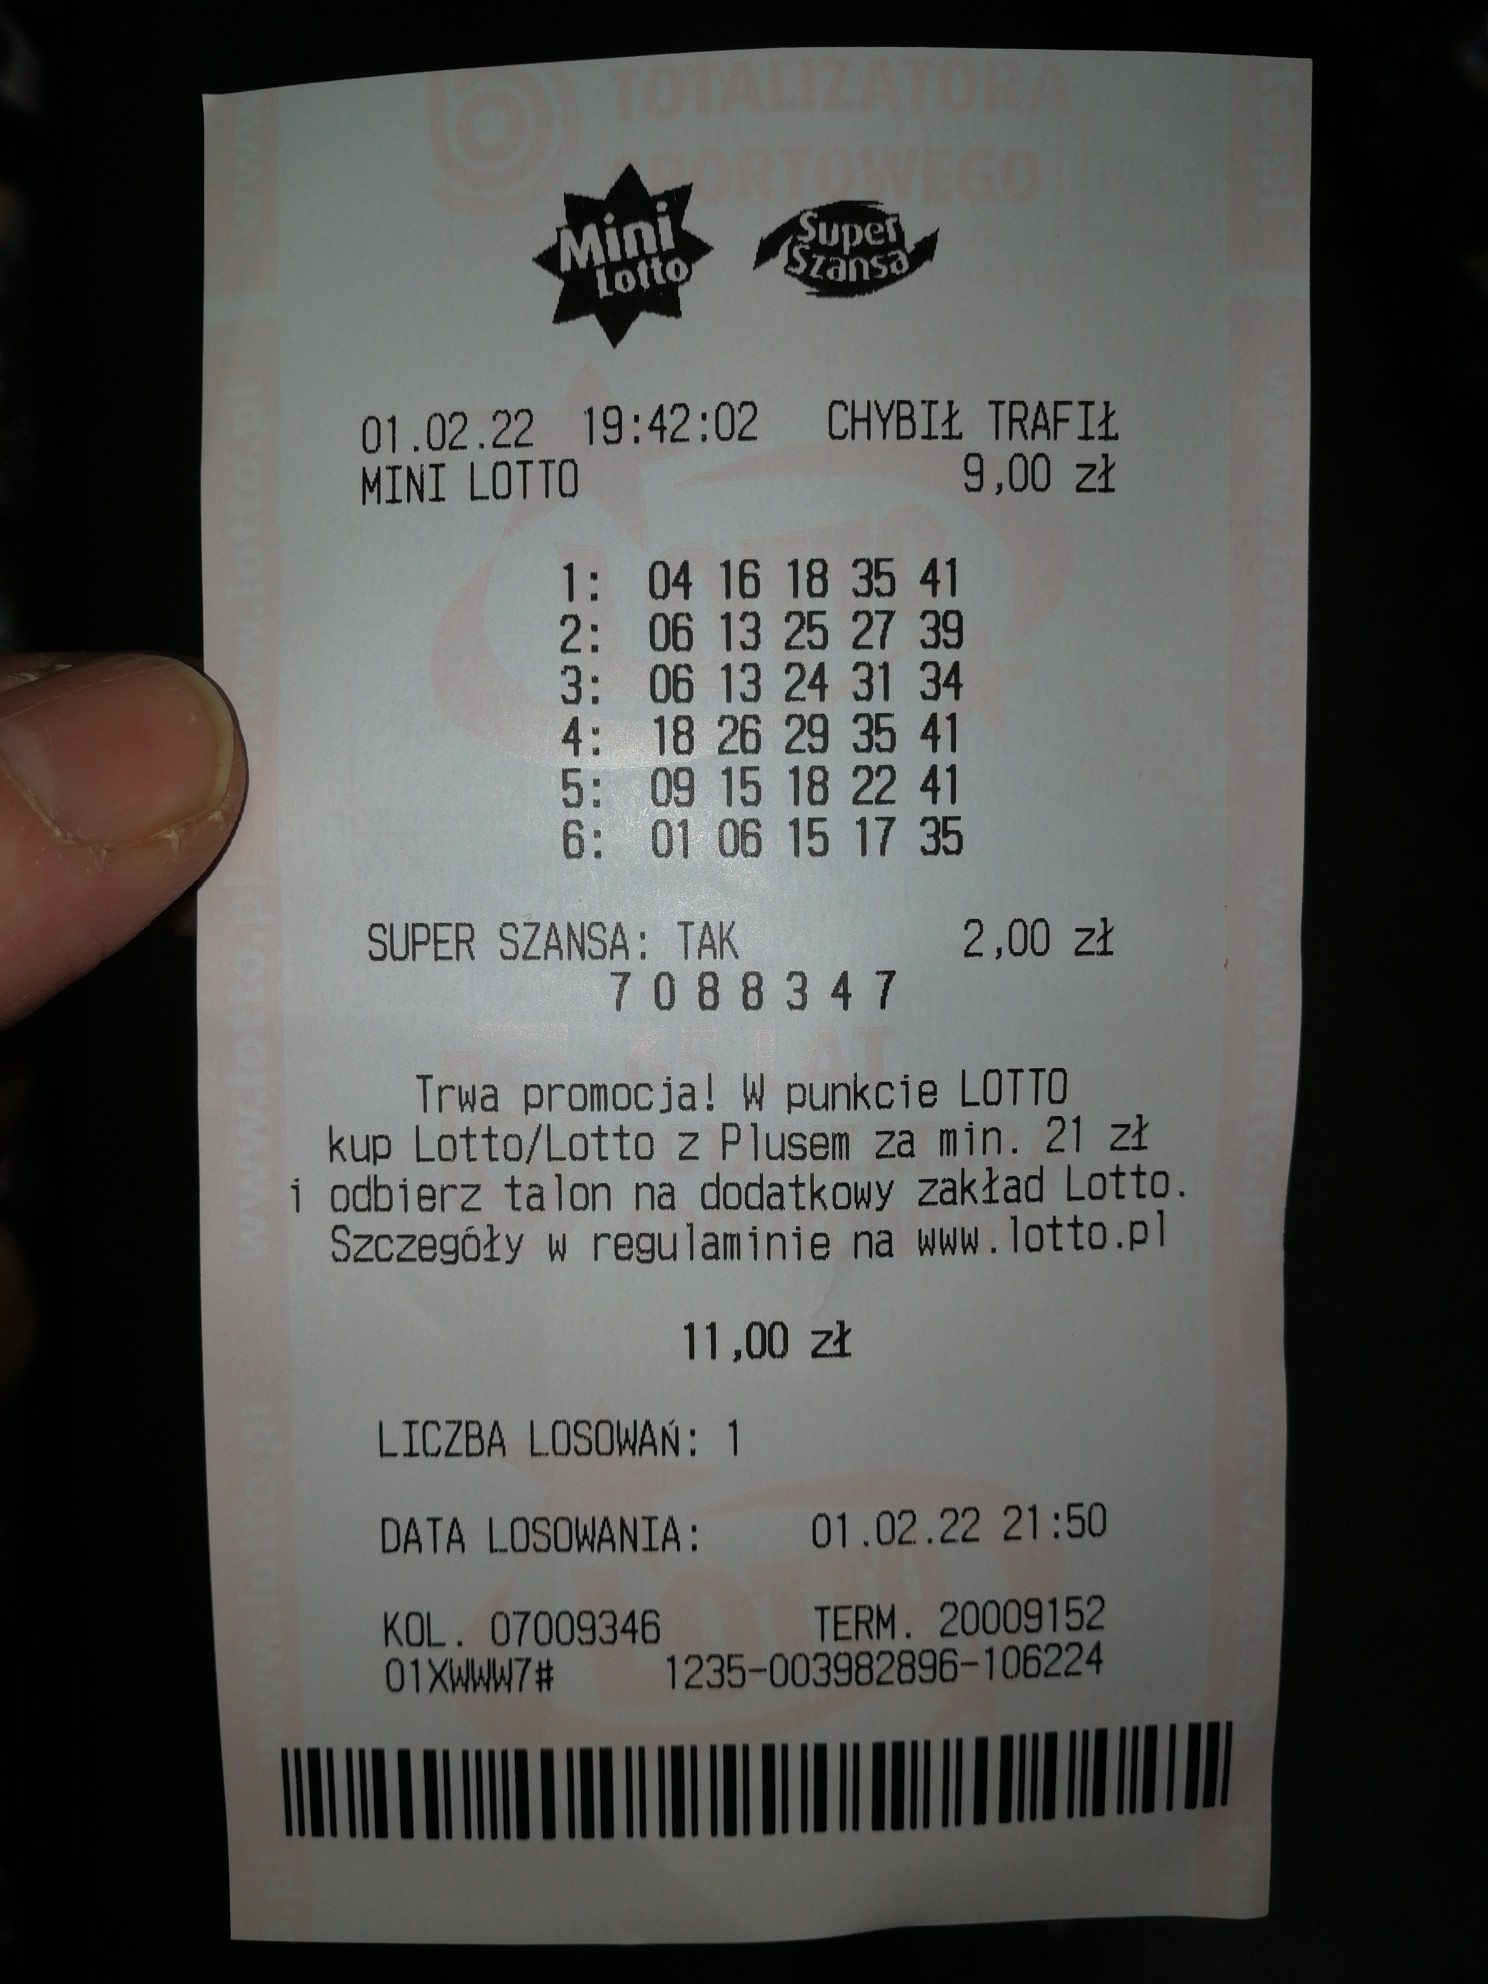 TOTALIZATORA
SPORTOWEGO
Mini Lotto
Super Szansa
01.02.22 19:42:02 CHYBIŁ TRAFIŁ
MINI LOTTO 9,00 zł
1: 04 16 18 35 41
2: 06 13 25 27 39
3: 06 13 24 31 34
4: 18 26 29 35 41
5: 09 15 18 22 41
6: 01 06 15 17 35
SUPER SZANSA: TAK 2,00 zł
7 0 8 8 3 4 7
Trwa promocja! W punkcie LOTTO
kup Lotto/Lotto z Plusem za min. 21 zł
i odbierz talon na dodatkowy zakład Lotto.
Szczegóły w regulaminie na www.lotto.pl
11,00 zł
LICZBA LOSOWAŃ: 1
DATA LOSOWANIA: 01.02.22 21:50
KOL. 07009346 TERM. 20009152
01XWWW7# 1235-003982896-106224